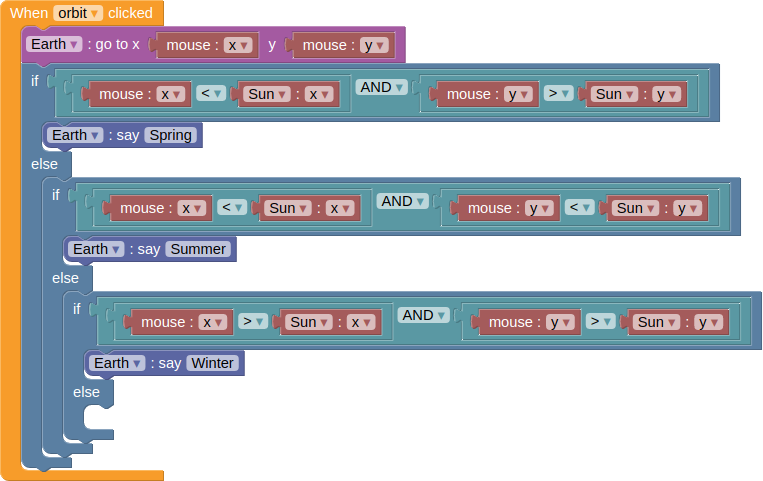 When orbit ▾ clicked
Earth ▾ : go to x mouse : x ▾ y mouse : y ▾
if mouse : x ▾ < ▾ Sun ▾ : x ▾ AND ▾ mouse : y ▾ > ▾ Sun ▾ : y ▾
Earth ▾ : say Spring
else
if mouse : x ▾ < ▾ Sun ▾ : x ▾ AND ▾ mouse : y ▾ < ▾ Sun ▾ : y ▾
Earth ▾ : say Summer
else
if mouse : x ▾ > ▾ Sun ▾ : x ▾ AND ▾ mouse : y ▾ > ▾ Sun ▾ : y ▾
Earth ▾ : say Winter
else